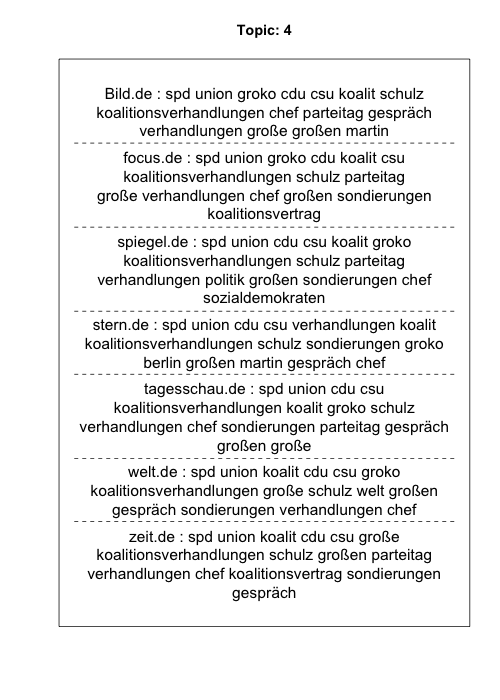 Topic: 4
Bild.de : spd union groko cdu csu koalit schulz
koalitionsverhandlungen chef parteitag gespräch
verhandlungen große großen martin
focus.de : spd union groko cdu koalit csu
koalitionsverhandlungen schulz parteitag
große verhandlungen chef großen sondierungen
koalitionsvertrag
spiegel.de : spd union cdu csu koalit groko
koalitionsverhandlungen schulz parteitag
verhandlungen politik großen sondierungen chef
sozialdemokraten
stern.de : spd union cdu csu verhandlungen koalit
koalitionsverhandlungen schulz sondierungen groko
berlin großen martin gespräch chef
tagesschau.de : spd union cdu csu
koalitionsverhandlungen koalit groko schulz
verhandlungen chef sondierungen parteitag gespräch
großen große
welt.de : spd union koalit cdu csu groko
koalitionsverhandlungen große schulz welt großen
gespräch sondierungen verhandlungen chef
zeit.de : spd union koalit cdu csu große
koalitionsverhandlungen schulz großen parteitag
verhandlungen chef koalitionsvertrag sondierungen
gespräch